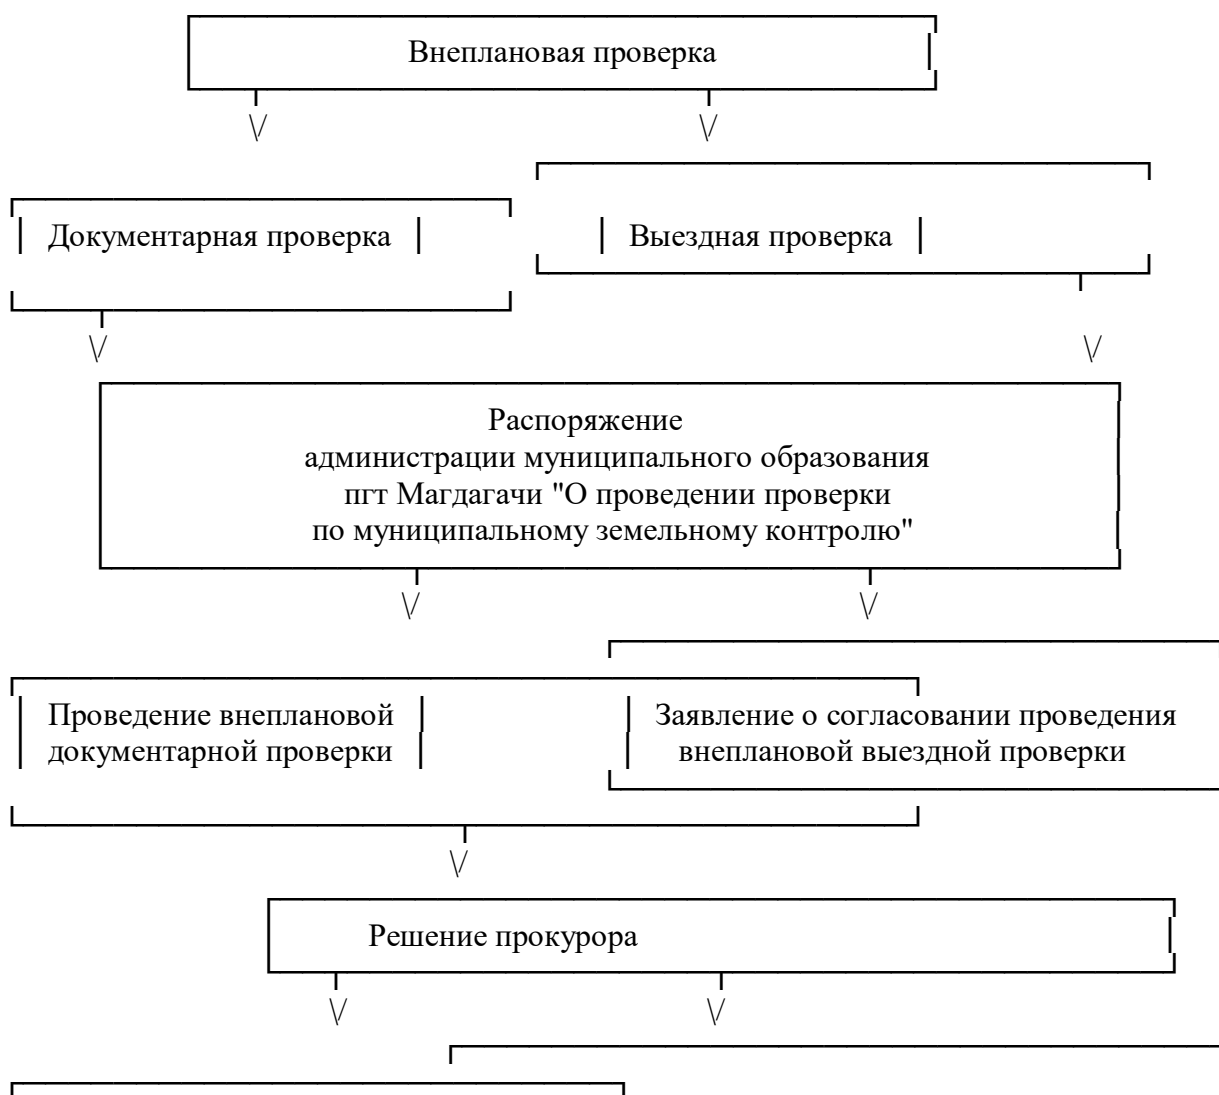 Внеплановая проверка
Документарная проверка
Выездная проверка
Распоряжение
администрации муниципального образования
пгт Магдагачи "О проведении проверки
по муниципальному земельному контролю"
Проведение внеплановой
документарной проверки
Заявление о согласовании проведения
внеплановой выездной проверки
Решение прокурора